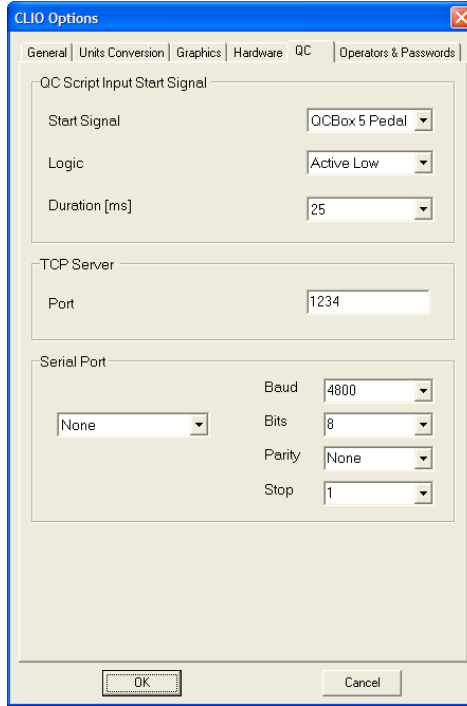 CLIO Options
General Units Conversion Graphics Hardware QC Operators & Passwords
QC Script Input Start Signal
Start Signal QCBox 5 Pedal
Logic Active Low
Duration [ms] 25
TCP Server
Port 1234
Serial Port
Baud 4800
None Bits 8
Parity None
Stop 1
OK Cancel